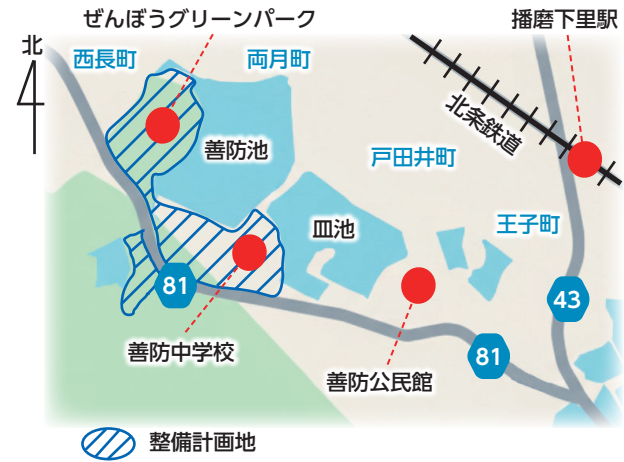 ぜんぼうグリーンパーク
播磨下里駅
北
西長町
両月町
北条鉄道
善防池
戸田井町
皿池
王子町
81
43
善防中学校
善防公民館
81
整備計画地